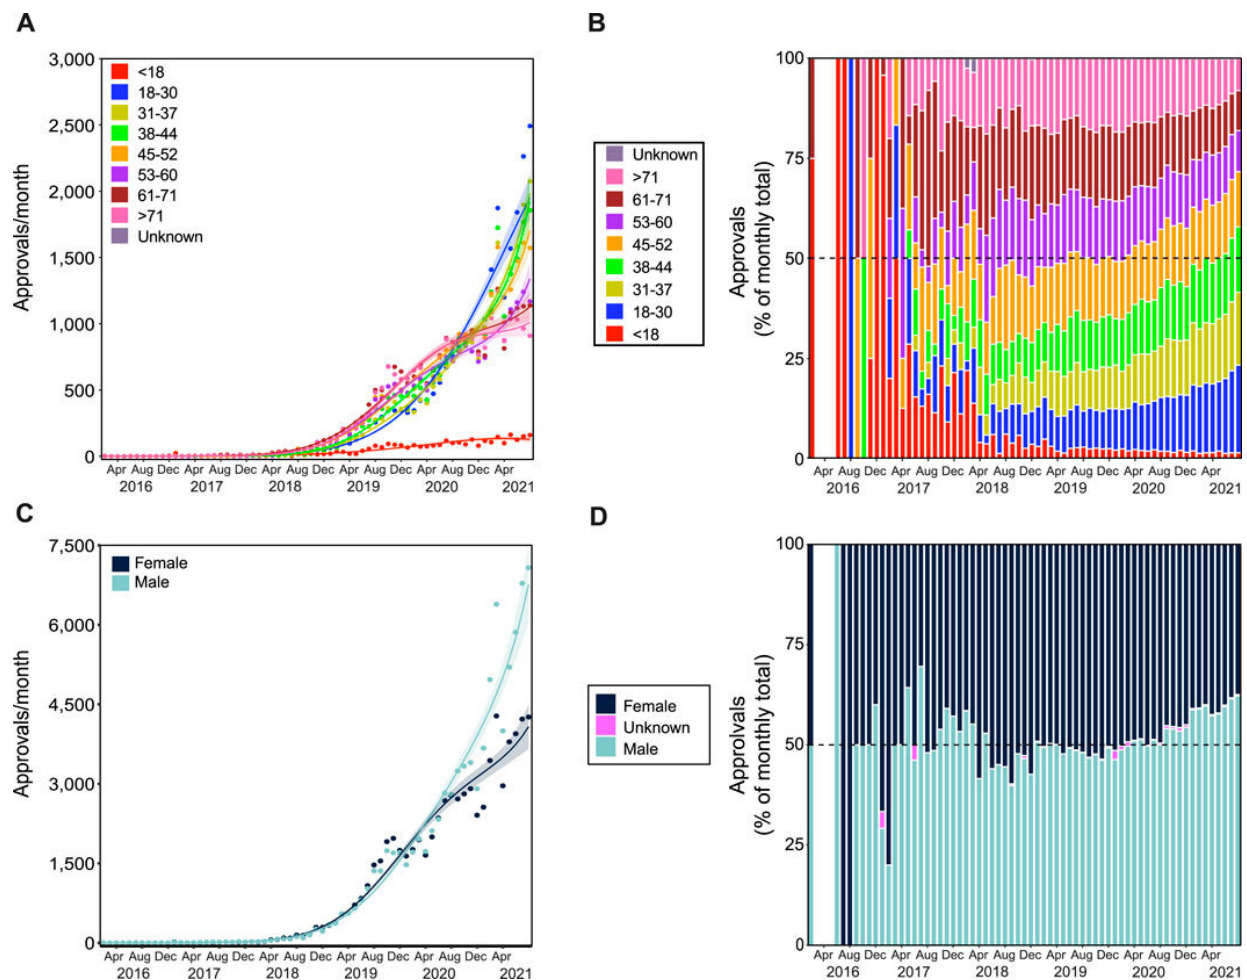 A
Approvals/month
3,000
2,500
2,000
1,500
1,000
500
0
<18
18-30
31-37
38-44
45-52
53-60
61-71
>71
Unknown
Apr Aug Dec Apr Aug Dec Apr Aug Dec Apr Aug Dec Apr Aug Dec Apr
2016 2017 2018 2019 2020 2021
B
Unknown
>71
61-71
53-60
45-52
38-44
31-37
18-30
<18
Approvals
(% of monthly total)
100
75
50
25
0
Apr Aug Dec Apr Aug Dec Apr Aug Dec Apr Aug Dec Apr Aug Dec Apr
2016 2017 2018 2019 2020 2021
C
Approvals/month
7,500
6,000
4,500
3,000
1,500
0
Female
Male
Apr Aug Dec Apr Aug Dec Apr Aug Dec Apr Aug Dec Apr Aug Dec Apr
2016 2017 2018 2019 2020 2021
D
Female
Unknown
Male
Approlvals
(% of monthly total)
100
75
50
25
0
Apr Aug Dec Apr Aug Dec Apr Aug Dec Apr Aug Dec Apr Aug Dec Apr
2016 2017 2018 2019 2020 2021